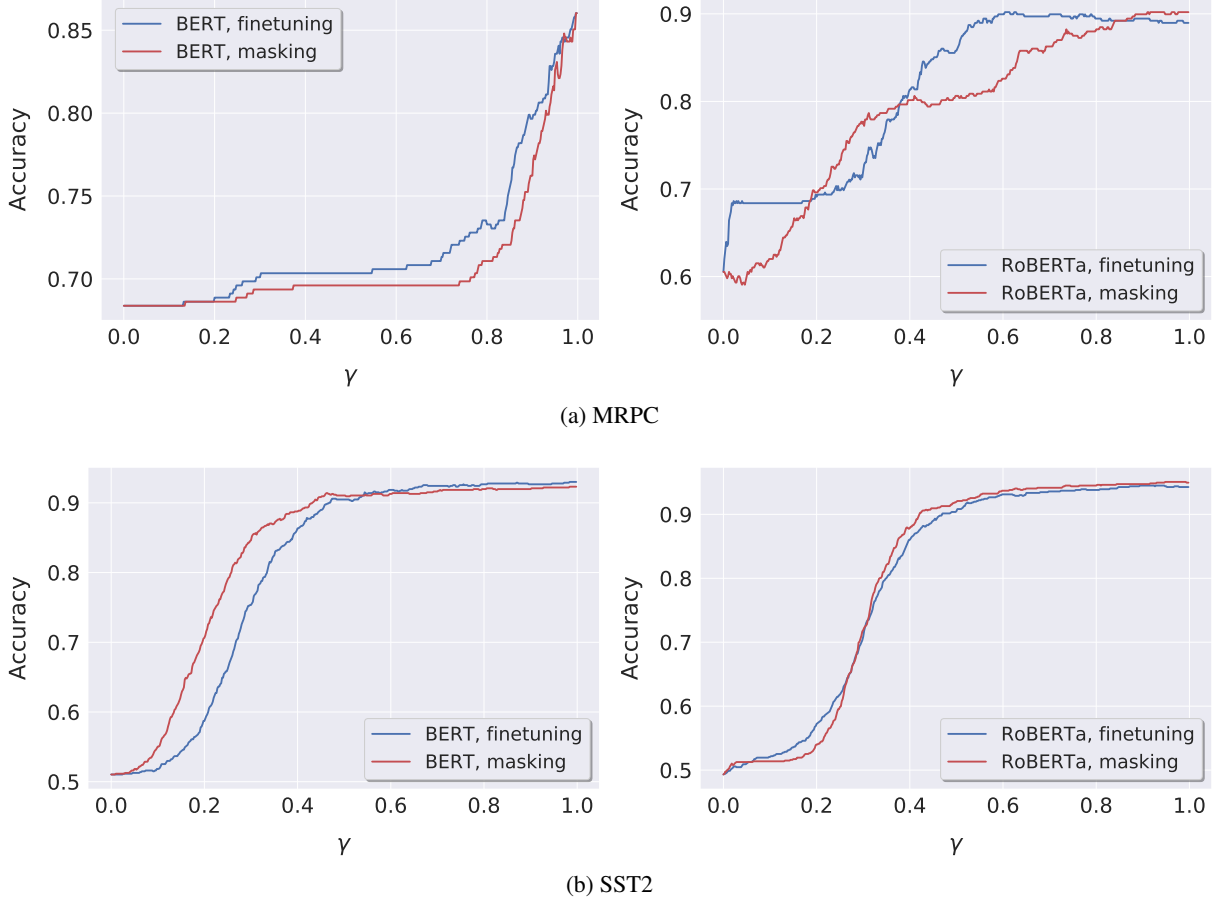 BERT, finetuning
BERT, masking
0.85
0.80
0.75
0.70
Accuracy
0.0 0.2 0.4 0.6 0.8 1.0
γ
0.9
0.8
0.7
0.6
Accuracy
RoBERTa, finetuning
RoBERTa, masking
0.0 0.2 0.4 0.6 0.8 1.0
γ
(a) MRPC
0.9
0.8
0.7
0.6
0.5
Accuracy
BERT, finetuning
BERT, masking
0.0 0.2 0.4 0.6 0.8 1.0
γ
0.9
0.8
0.7
0.6
0.5
Accuracy
RoBERTa, finetuning
RoBERTa, masking
0.0 0.2 0.4 0.6 0.8 1.0
γ
(b) SST2